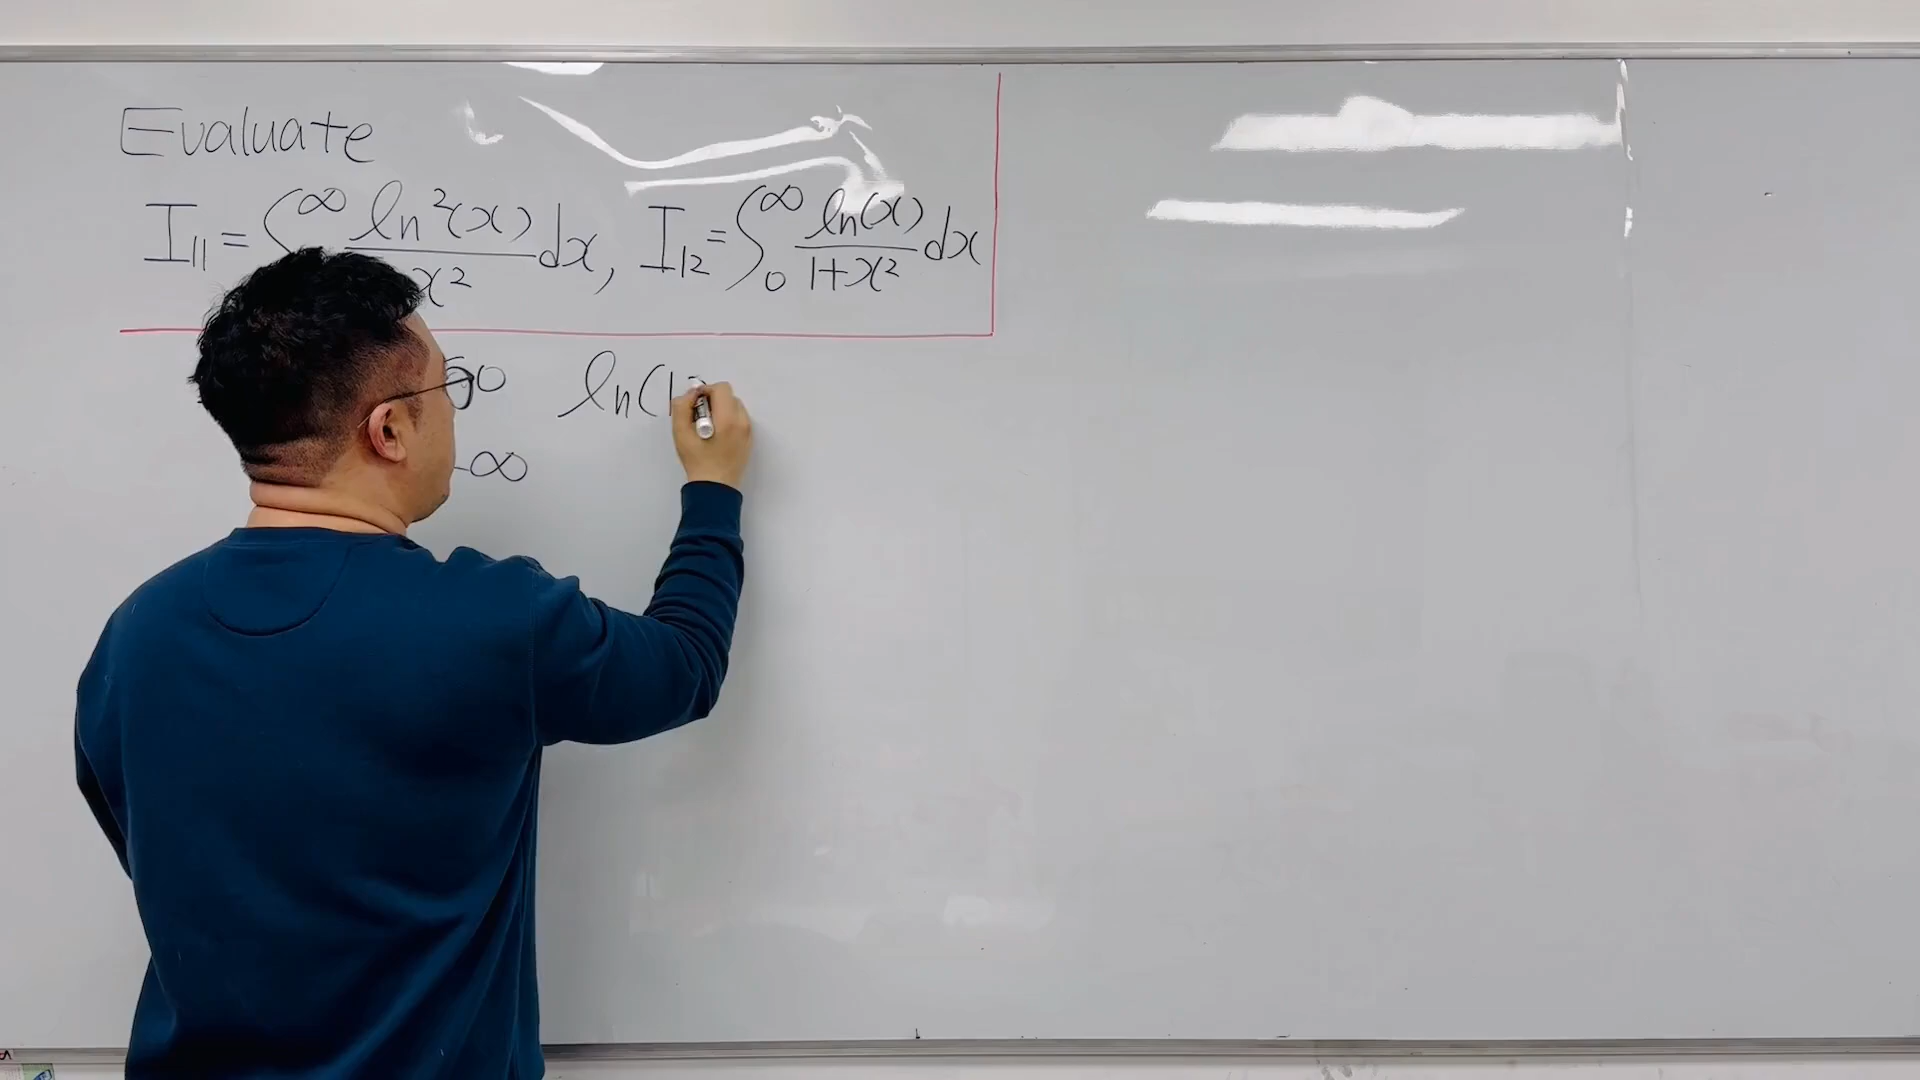 Evaluate
I₁₁ = ∫ ∞ ln²(x) x² dx, I₁₂ = ∫₀^∞ ln(x)/(1+x²) dx
ln(1
-∞